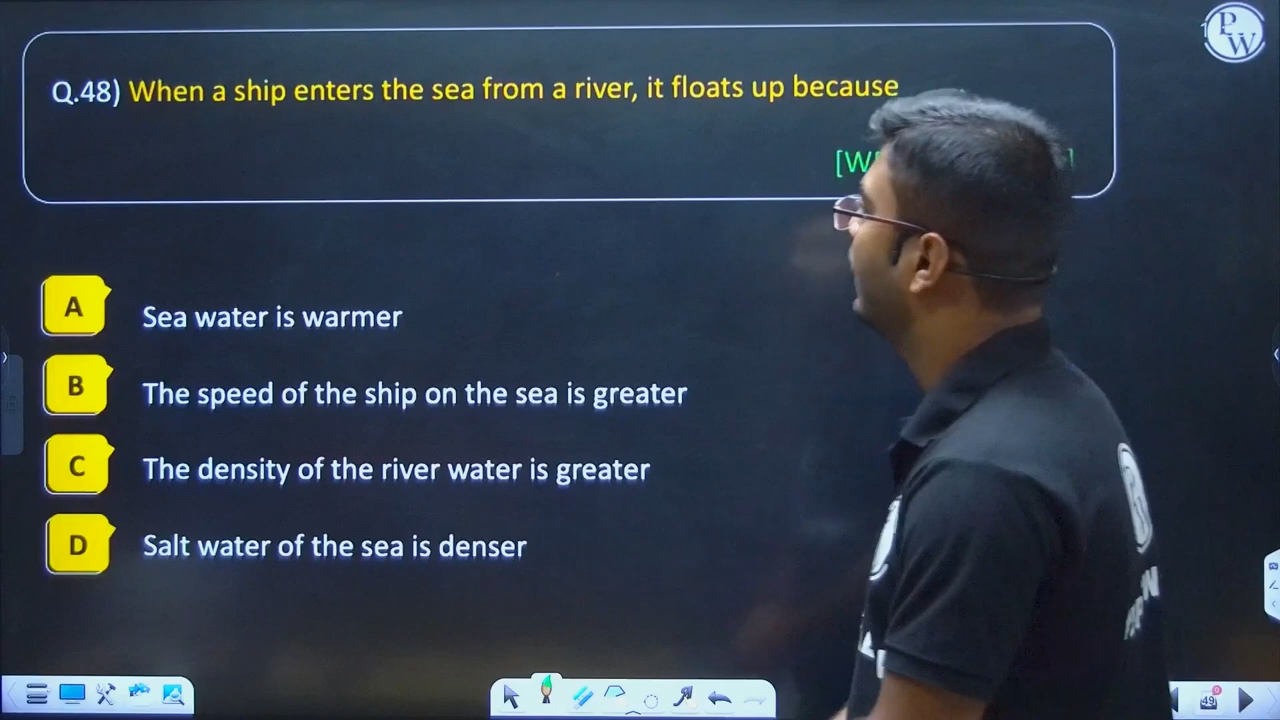 PW
Q.48) When a ship enters the sea from a river, it floats up because
A Sea water is warmer
B The speed of the ship on the sea is greater
C The density of the river water is greater
D Salt water of the sea is denser
49